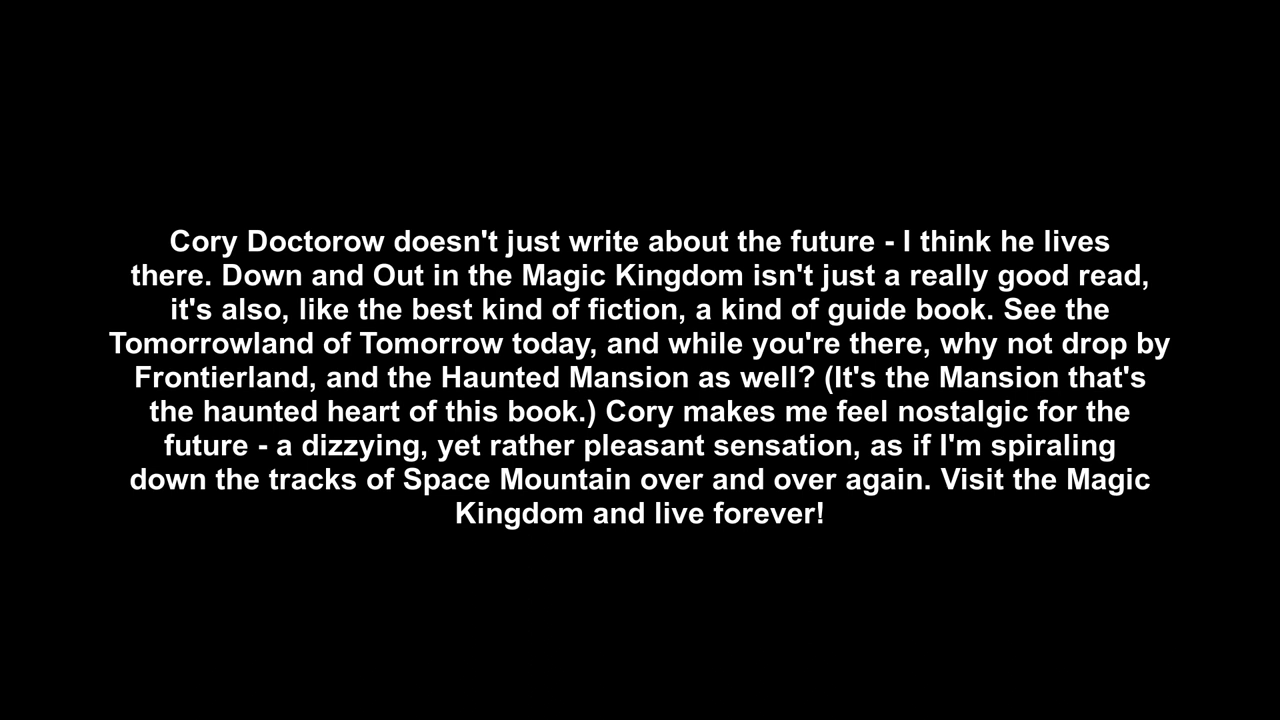 Cory Doctorow doesn't just write about the future - I think he lives
there. Down and Out in the Magic Kingdom isn't just a really good read,
it's also, like the best kind of fiction, a kind of guide book. See the
Tomorrowland of Tomorrow today, and while you're there, why not drop by
Frontierland, and the Haunted Mansion as well? (It's the Mansion that's
the haunted heart of this book.) Cory makes me feel nostalgic for the
future - a dizzying, yet rather pleasant sensation, as if I'm spiraling
down the tracks of Space Mountain over and over again. Visit the Magic
Kingdom and live forever!